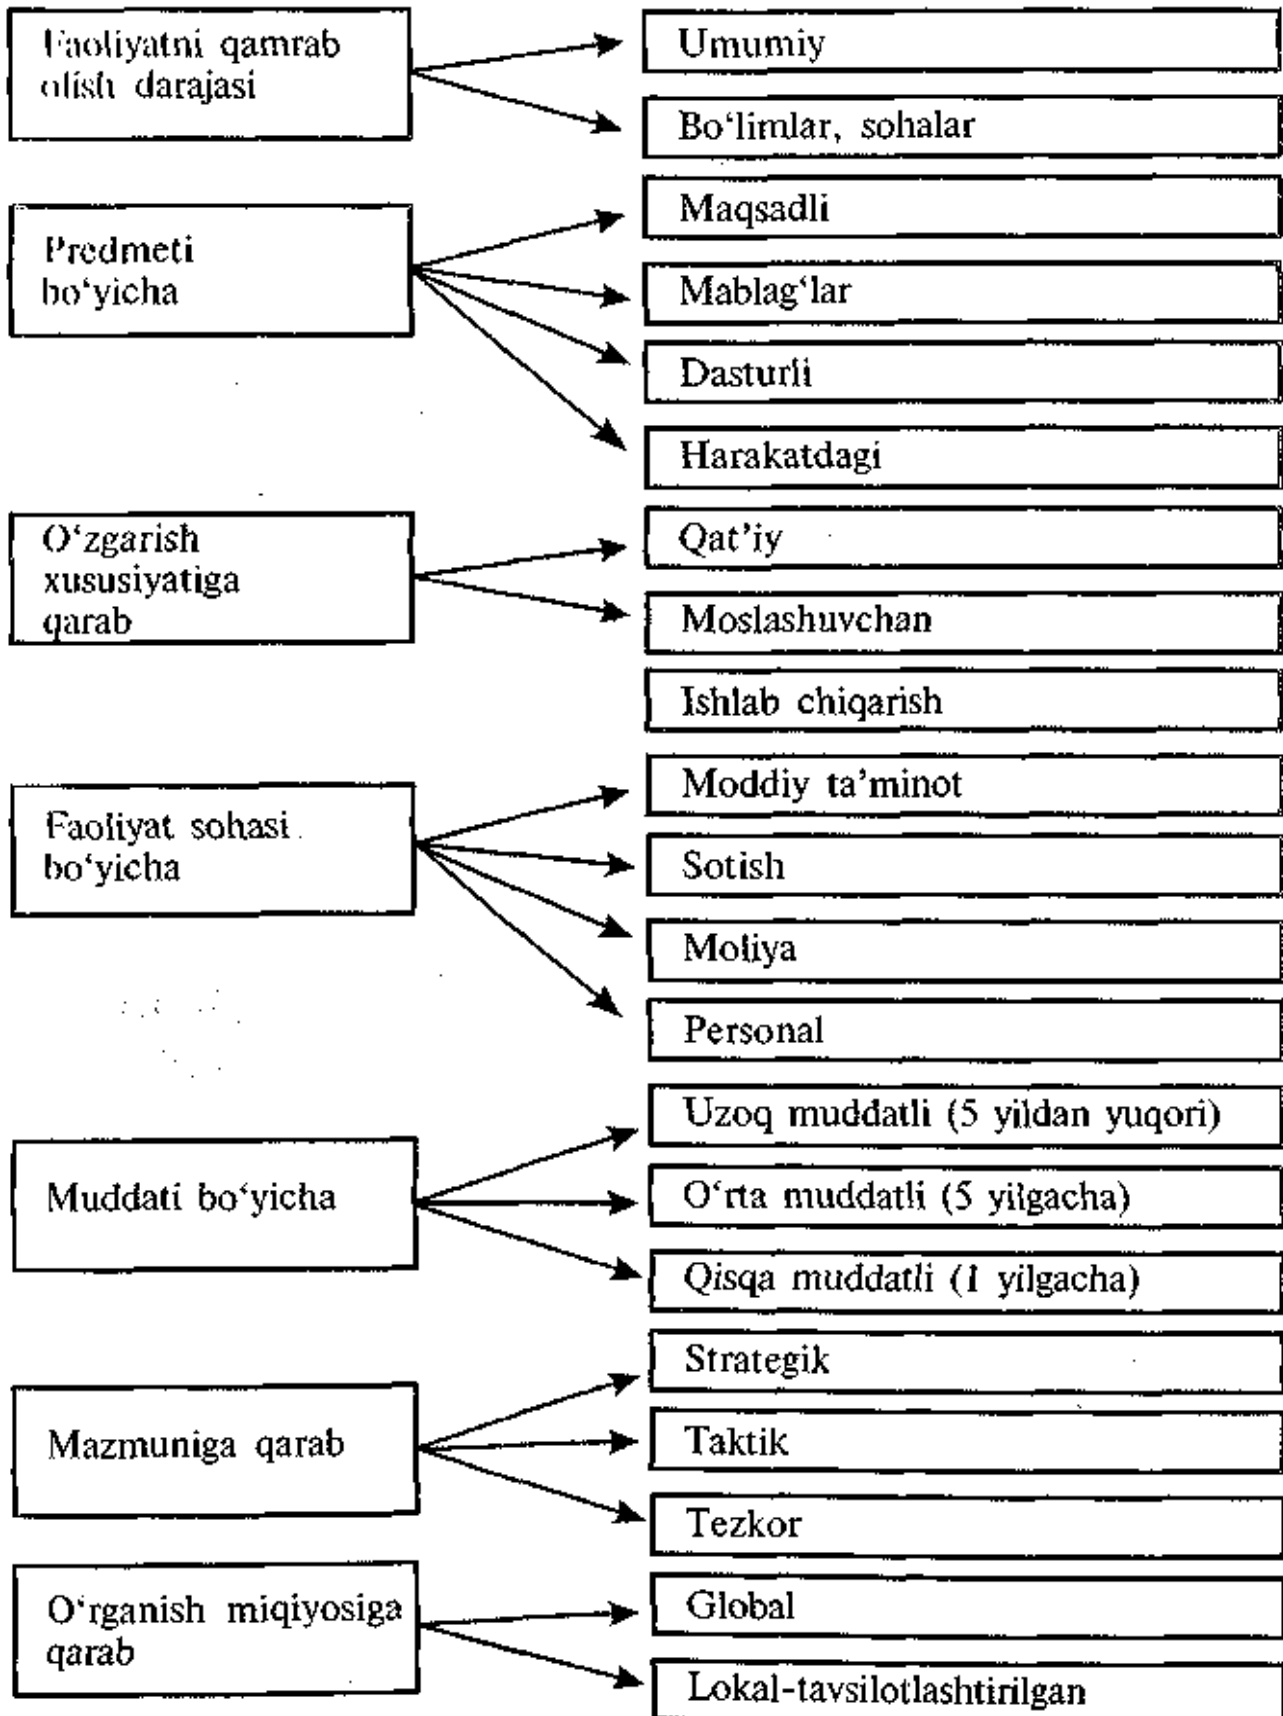 Faoliyatni qamrab
olish darajasi
Umumiy
Bo‘limlar, sohalar
Predmeti
bo‘yicha
Maqsadli
Mablag‘lar
Dasturli
Harakatdagi
O‘zgarish
xususiyatiga
qarab
Qat’iy
Moslashuvchan
Faoliyat sohasi
bo‘yicha
Ishlab chiqarish
Moddiy ta’minot
Sotish
Moliya
Personal
Muddati bo‘yicha
Uzoq muddatli (5 yildan yuqori)
O‘rta muddatli (5 yilgacha)
Qisqa muddatli (1 yilgacha)
Mazmuniga qarab
Strategik
Taktik
Tezkor
O‘rganish miqiyosiga
qarab
Global
Lokal-tavsilotlashtirilgan